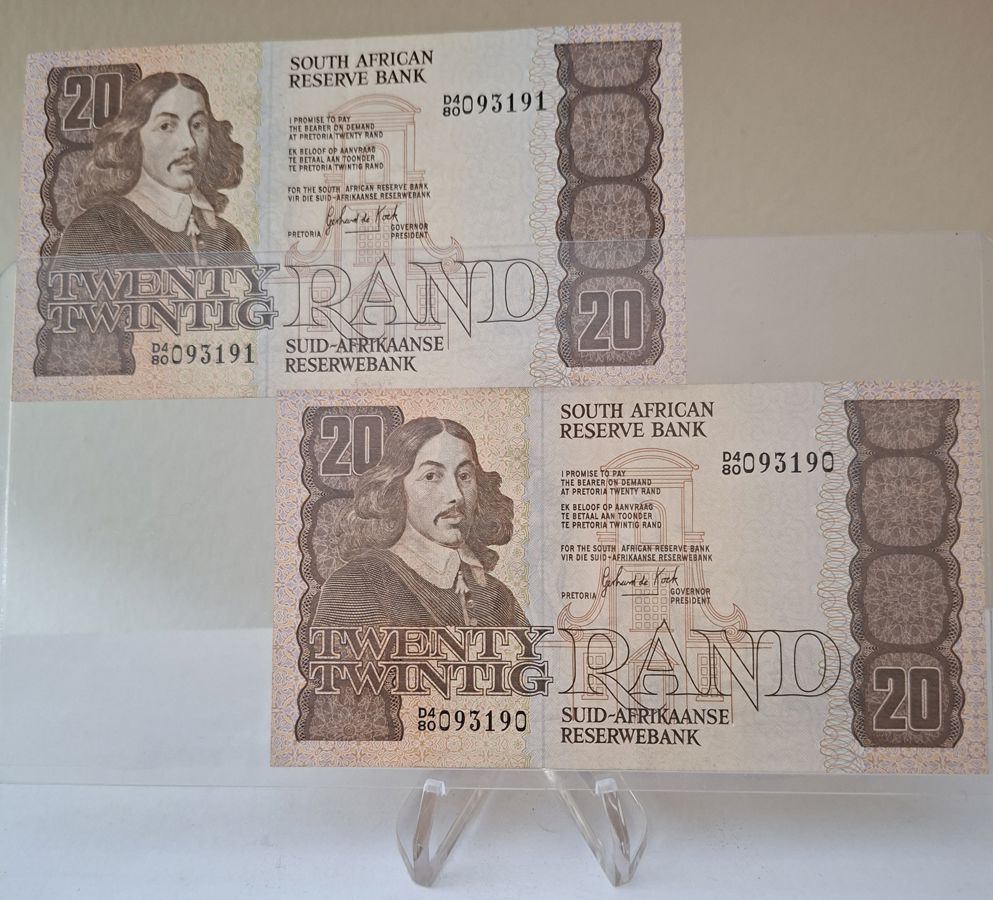 20
SOUTH AFRICAN
RESERVE BANK
D4
80 093191
I PROMISE TO PAY
THE BEARER ON DEMAND
AT PRETORIA TWENTY RAND
EK BELOOF OP AANVRAAG
TE BETAAL AAN TOONDER
TE PRETORIA TWINTIG RAND
FOR THE SOUTH AFRICAN RESERVE BANK
VIR DIE SUID-AFRIKAANSE RESERWEBANK
Gerhard de Kock
PRETORIA GOVERNOR
PRESIDENT
TWENTY
TWINTIG
RAND
20
D4
80 093191
SUID-AFRIKAANSE
RESERWEBANK
20
SOUTH AFRICAN
RESERVE BANK
D4
80 093190
I PROMISE TO PAY
THE BEARER ON DEMAND
AT PRETORIA TWENTY RAND
EK BELOOF OP AANVRAAG
TE BETAAL AAN TOONDER
TE PRETORIA TWINTIG RAND
FOR THE SOUTH AFRICAN RESERVE BANK
VIR DIE SUID-AFRIKAANSE RESERWEBANK
Gerhard de Kock
PRETORIA GOVERNOR
PRESIDENT
TWENTY
TWINTIG
RAND
20
D4
80 093190
SUID-AFRIKAANSE
RESERWEBANK